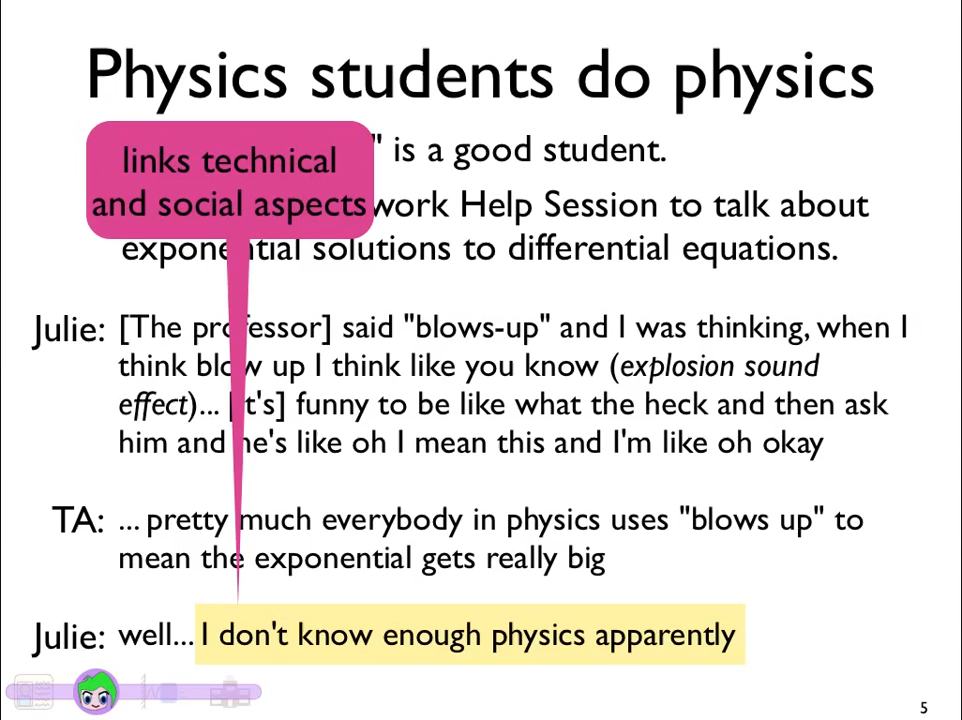 Physics students do physics
links technical
and social aspects
" is a good student.
work Help Session to talk about
exponential solutions to differential equations.
Julie: [The professor] said "blows-up" and I was thinking, when I
think blow up I think like you know (explosion sound
effect)... [it's] funny to be like what the heck and then ask
him and he's like oh I mean this and I'm like oh okay
TA: ... pretty much everybody in physics uses "blows up" to
mean the exponential gets really big
Julie: well... I don't know enough physics apparently
5